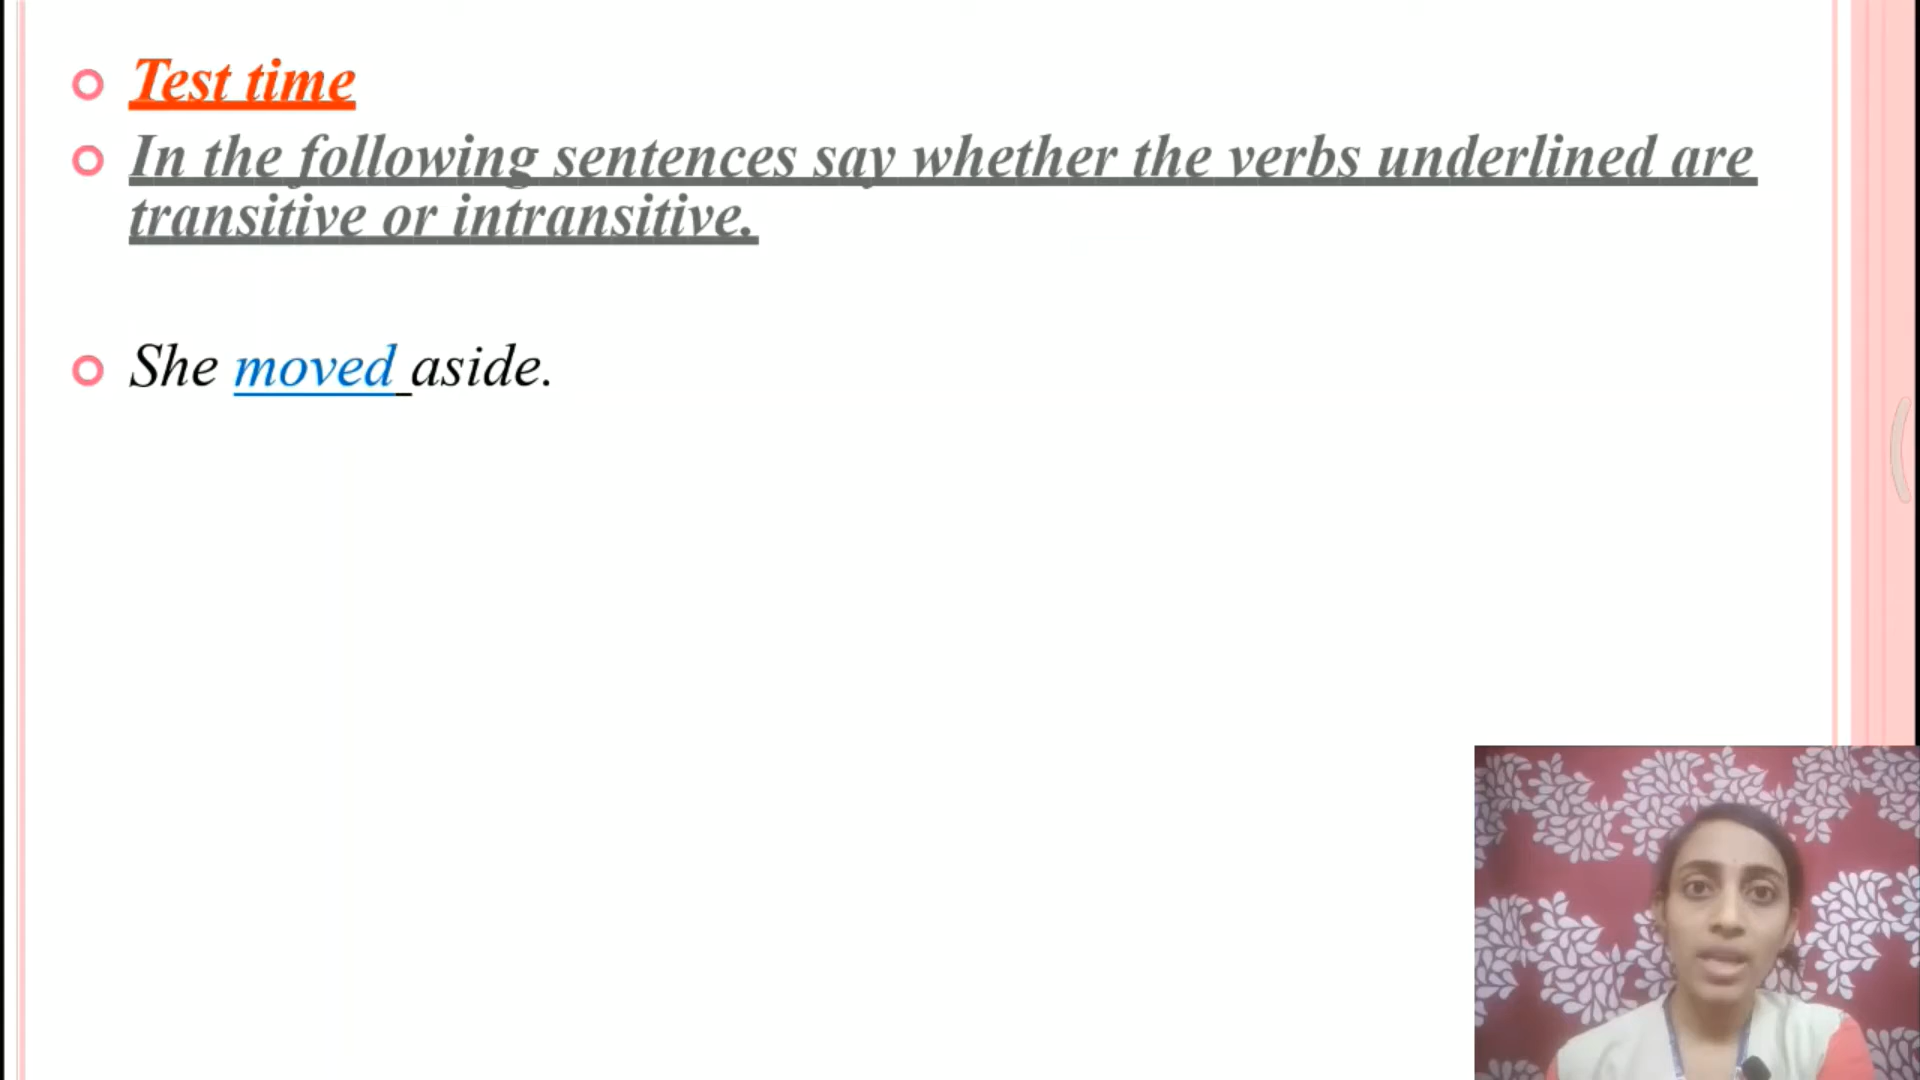 Test time
In the following sentences say whether the verbs underlined are
transitive or intransitive.
She moved aside.